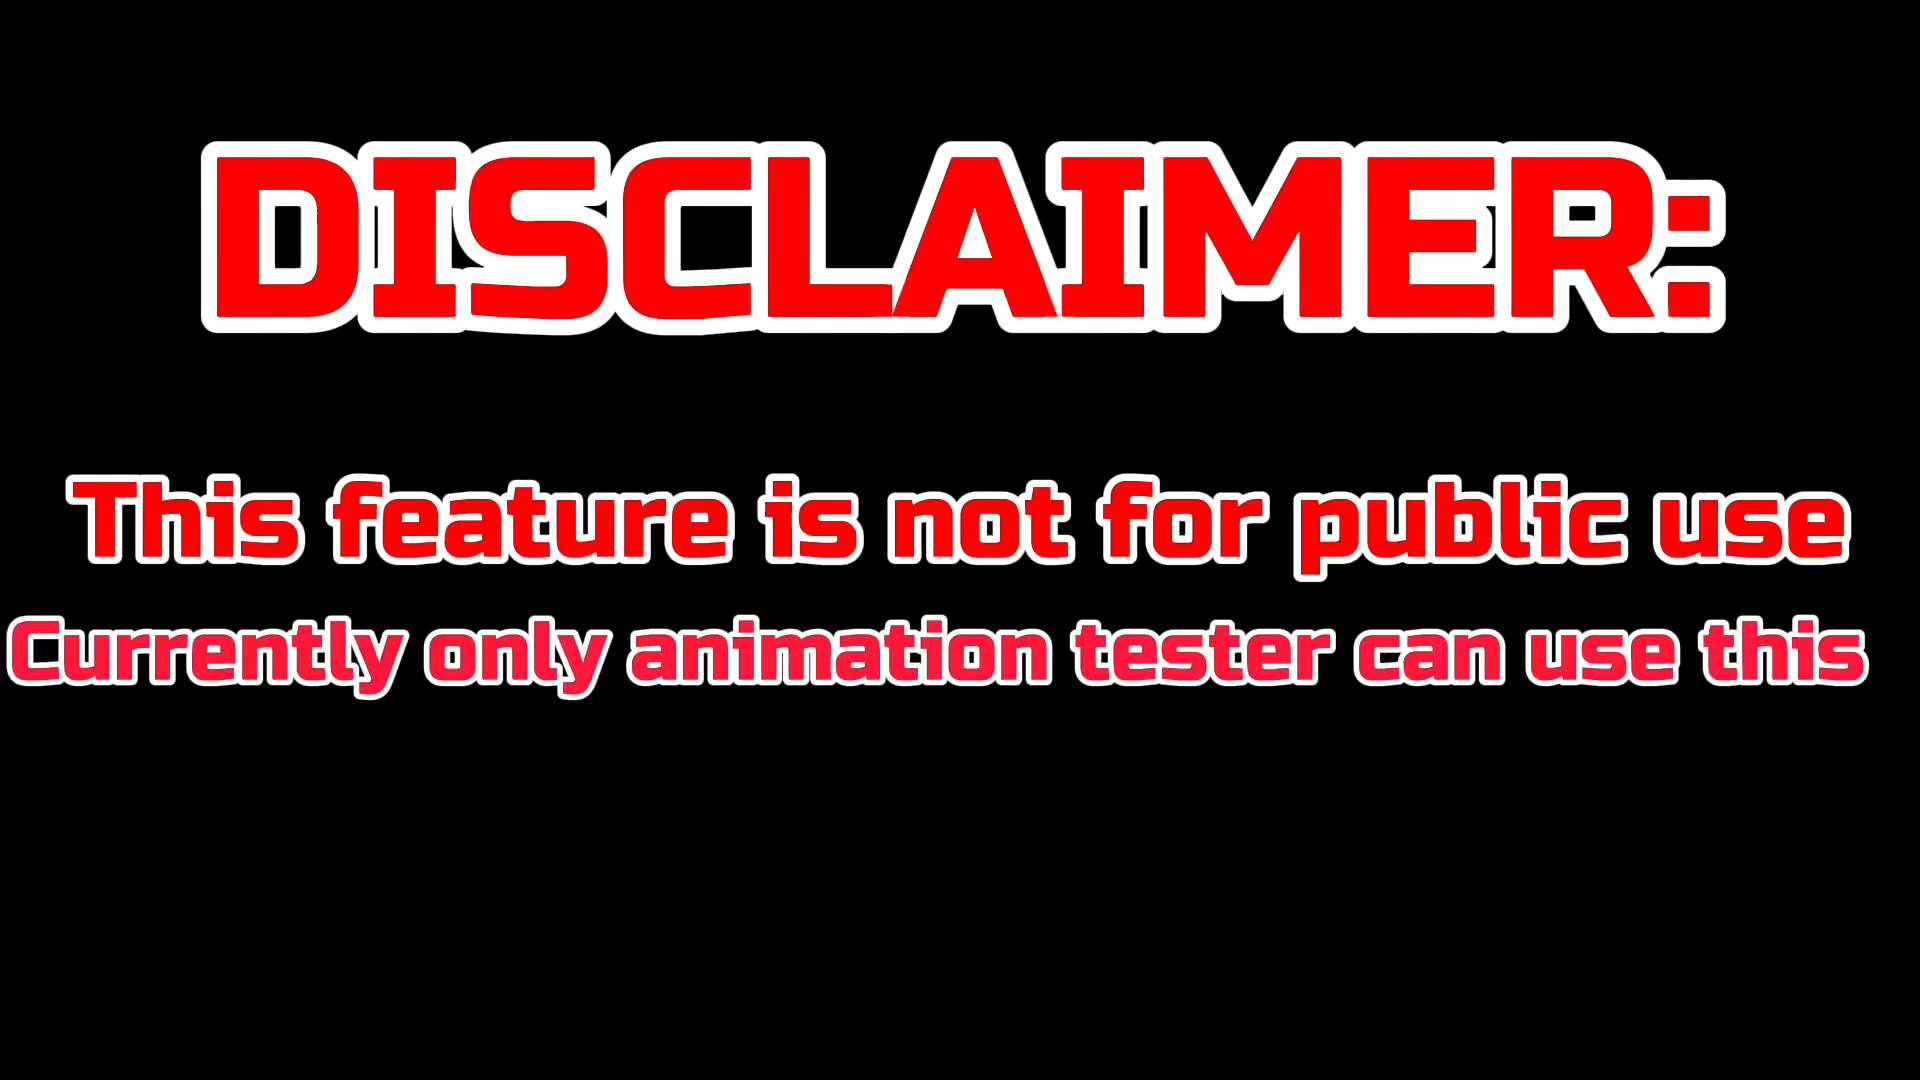 DISCLAIMER:
This feature is not for public use
Currently only animation tester can use this